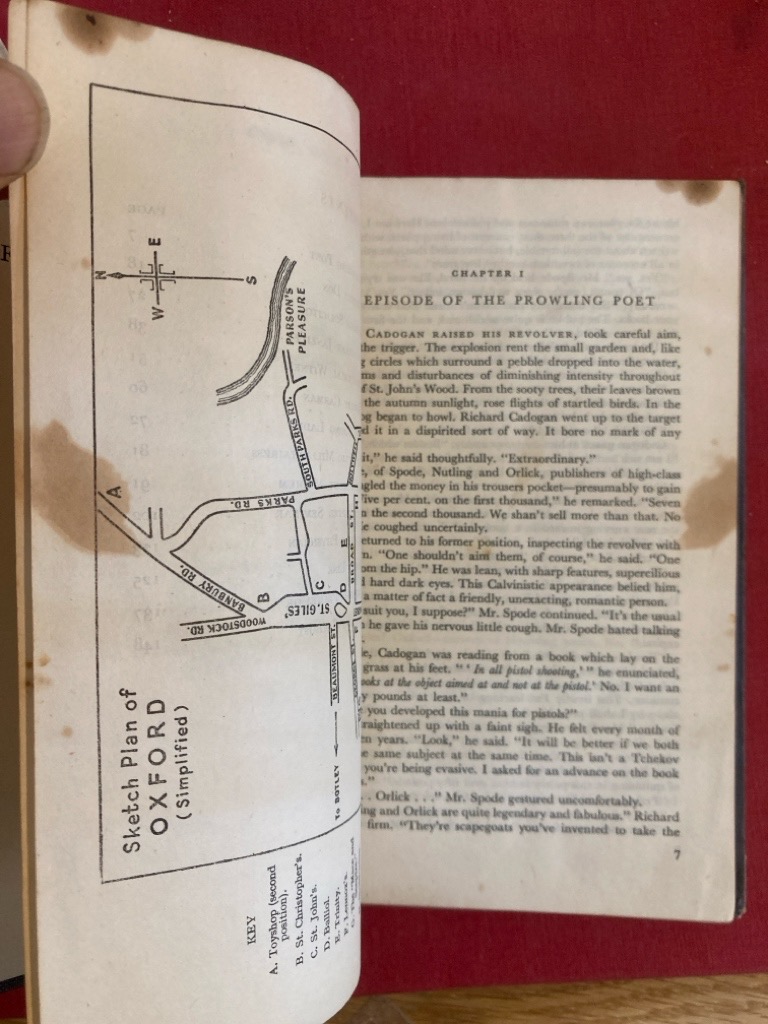 Sketch Plan of
OXFORD
(Simplified)
N
E
S
W
PARSON'S
PLEASURE
SOUTH PARKS RD.
PARKS RD.
BANBURY RD.
WOODSTOCK RD.
ST. GILES'
BEAUMONT ST.
BROAD ST.
TO BOTLEY
A
B
C
D
E
KEY
A. Toyshop (second
position).
B. St. Christopher's.
C. St. John's.
D. Balliol.
E. Trinity.
F. Lennox's.
CHAPTER I
EPISODE OF THE PROWLING POET
CADOGAN RAISED HIS REVOLVER, took careful aim,
the trigger. The explosion rent the small garden and, like
circles which surround a pebble dropped into the water,
and disturbances of diminishing intensity throughout
St. John's Wood. From the sooty trees, their leaves brown
the autumn sunlight, rose flights of startled birds. In the
began to howl. Richard Cadogan went up to the target
it in a dispirited sort of way. It bore no mark of any
it," he said thoughtfully. "Extraordinary."
of Spode, Nutling and Orlick, publishers of high-class
the money in his trousers pocket—presumably to gain
per cent. on the first thousand," he remarked. "Seven
the second thousand. We shan't sell more than that. No
coughed uncertainly.
to his former position, inspecting the revolver with
"One shouldn't aim them, of course," he said. "One
the hip." He was lean, with sharp features, supercilious
hard dark eyes. This Calvinistic appearance belied him,
a matter of fact a friendly, unexacting, romantic person.
suit you, I suppose?" Mr. Spode continued. "It's the usual
he gave his nervous little cough. Mr. Spode hated talking
Cadogan was reading from a book which lay on the
grass at his feet. "'In all pistol shooting,'" he enunciated,
at the object aimed at and not at the pistol.' No. I want an
pounds at least."
you developed this mania for pistols?"
up with a faint sigh. He felt every month of
years. "Look," he said. "It will be better if we both
same subject at the same time. This isn't a Tchekov
you're being evasive. I asked for an advance on the book
. . Orlick . . ." Mr. Spode gestured uncomfortably.
and Orlick are quite legendary and fabulous." Richard
firm. "They're scapegoats you've invented to take the
7